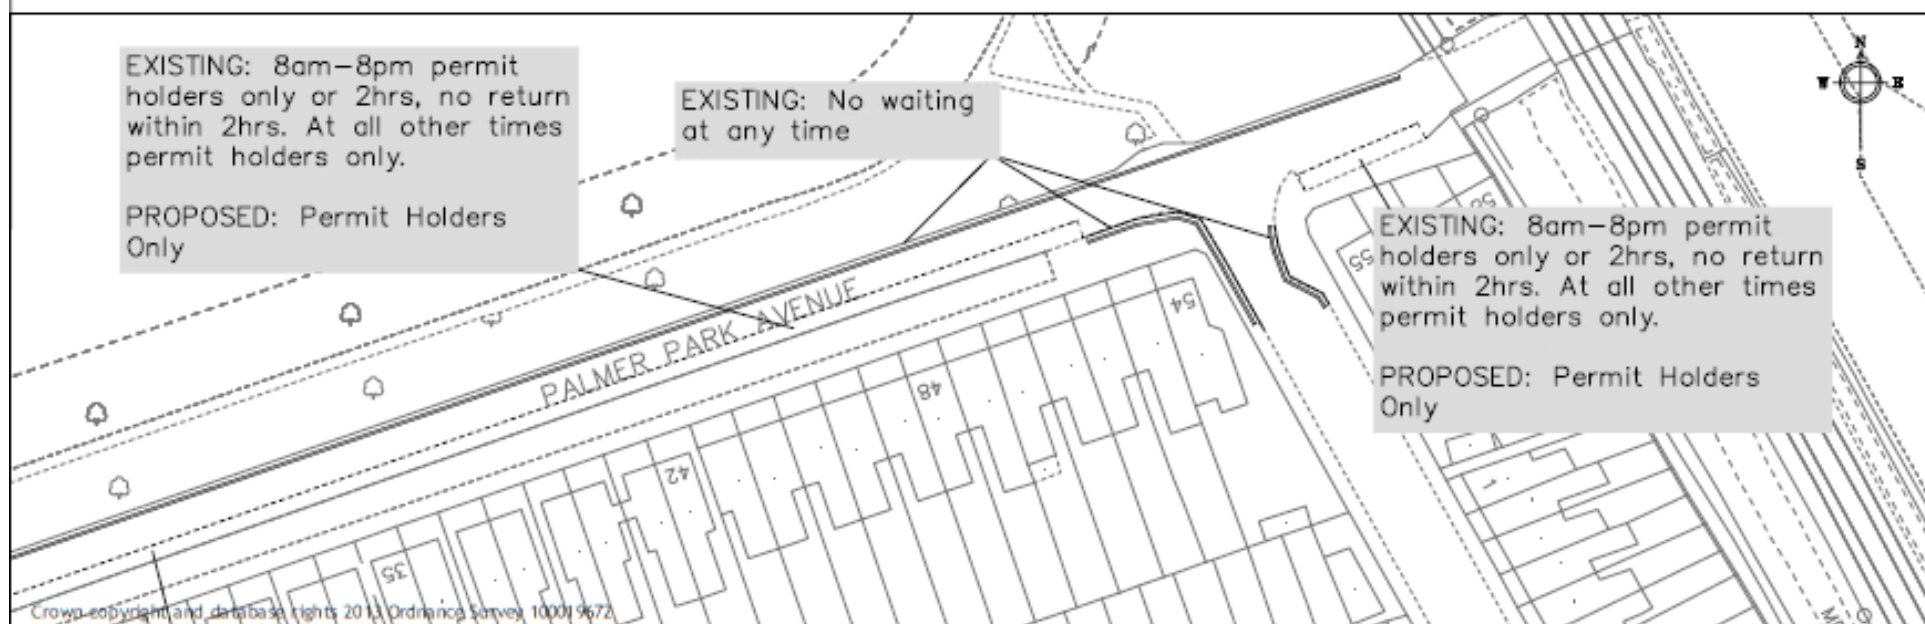 EXISTING: 8am-8pm permit
holders only or 2hrs, no return
within 2hrs. At all other times
permit holders only.
PROPOSED: Permit Holders
Only
EXISTING: No waiting
at any time
N
W
E
S
EXISTING: 8am-8pm permit
holders only or 2hrs, no return
within 2hrs. At all other times
permit holders only.
PROPOSED: Permit Holders
Only
PALMER PARK AVENUE
55
54
48
42
35
Crown copyright and database rights 2013 Ordnance Survey 100019672